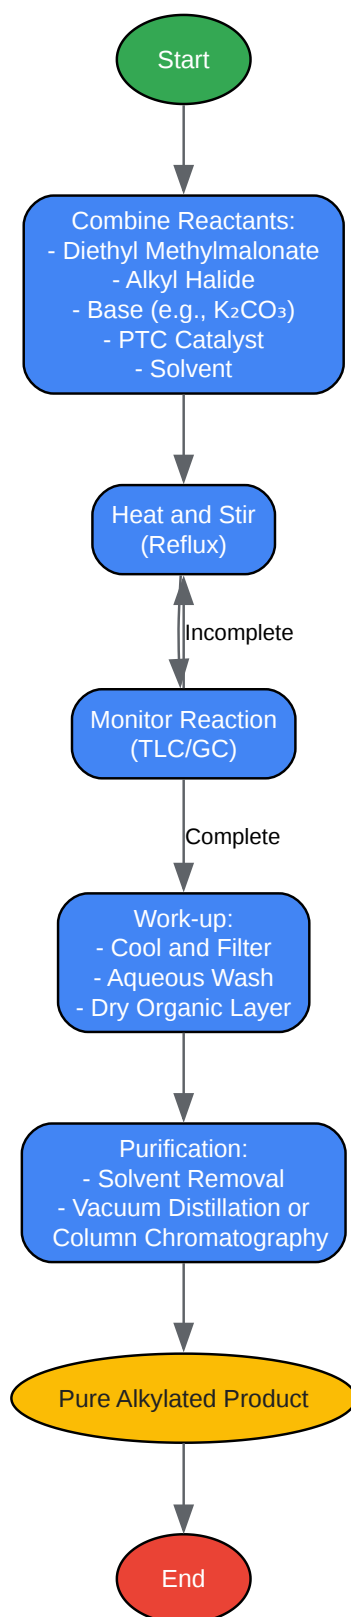 Start
Combine Reactants:
- Diethyl Methylmalonate
- Alkyl Halide
- Base (e.g., K₂CO₃)
- PTC Catalyst
- Solvent
Heat and Stir
(Reflux)
Incomplete
Monitor Reaction
(TLC/GC)
Complete
Work-up:
- Cool and Filter
- Aqueous Wash
- Dry Organic Layer
Purification:
- Solvent Removal
- Vacuum Distillation or
Column Chromatography
Pure Alkylated Product
End